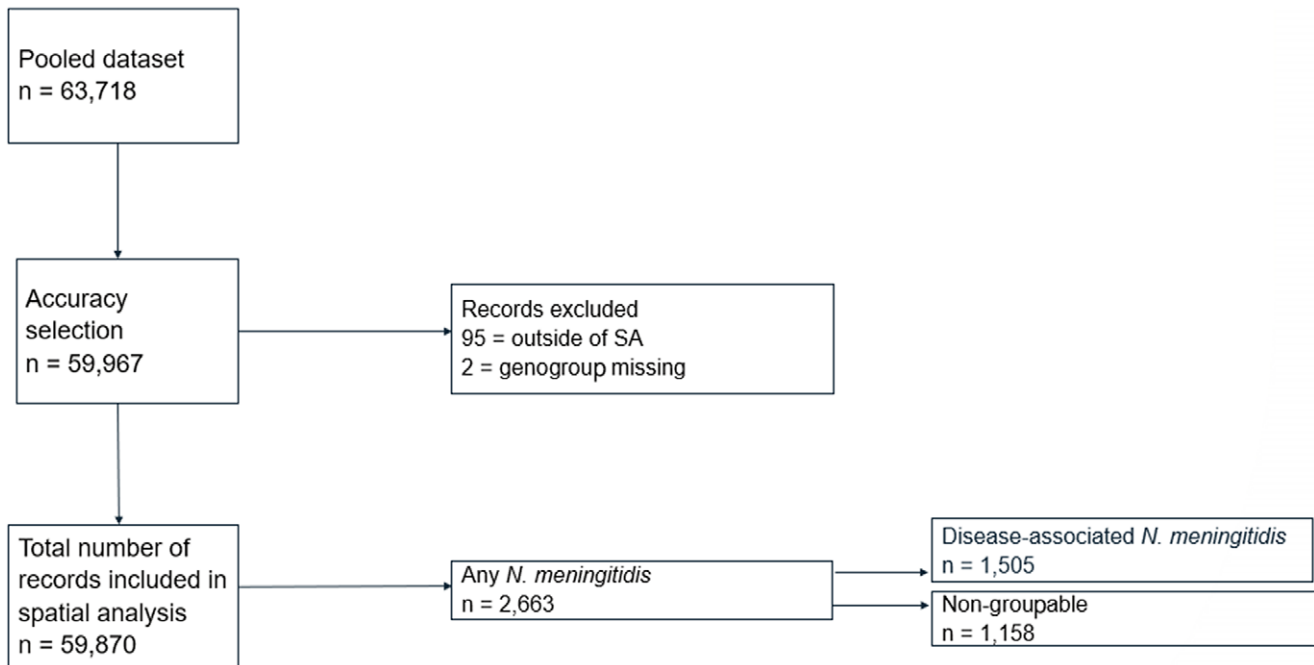 Pooled dataset
n = 63,718
Accuracy
selection
n = 59,967
Records excluded
95 = outside of SA
2 = genogroup missing
Total number of
records included in
spatial analysis
n = 59,870
Any N. meningitidis
n = 2,663
Disease-associated N. meningitidis
n = 1,505
Non-groupable
n = 1,158